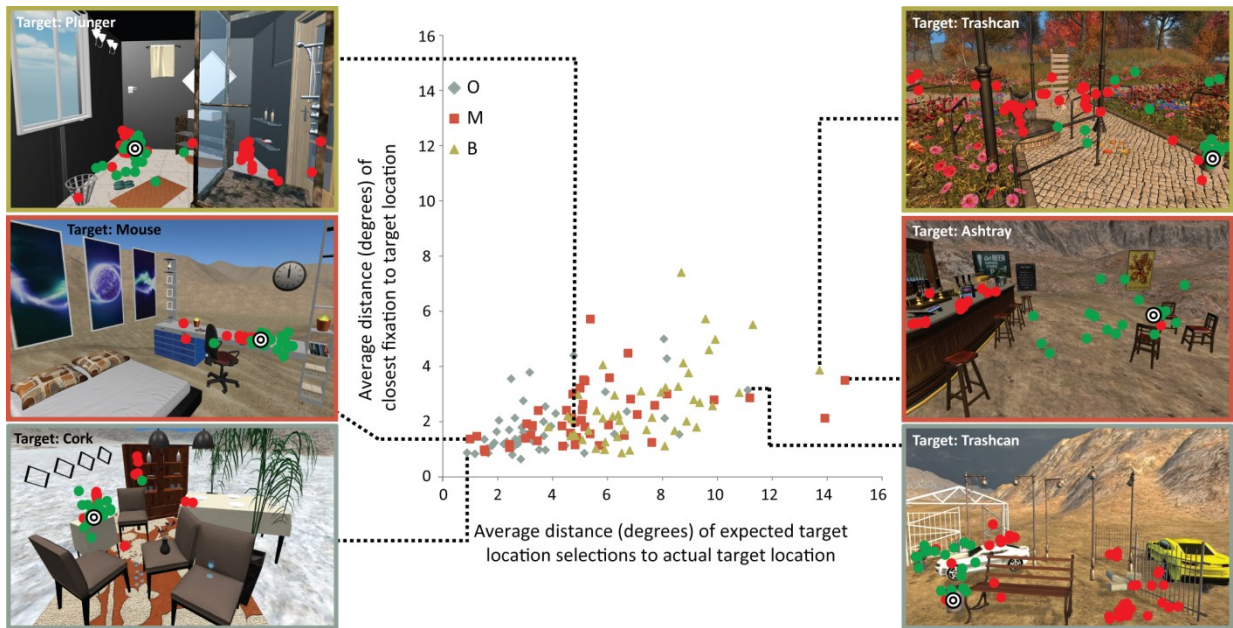 Target: Plunger
Target: Mouse
Target: Cork
Average distance (degrees) of
closest fixation to target location
16
14
12
10
8
6
4
2
0
O
M
B
0 2 4 6 8 10 12 14 16
Average distance (degrees) of expected target
location selections to actual target location
Target: Trashcan
Target: Ashtray
BEER
Target: Trashcan